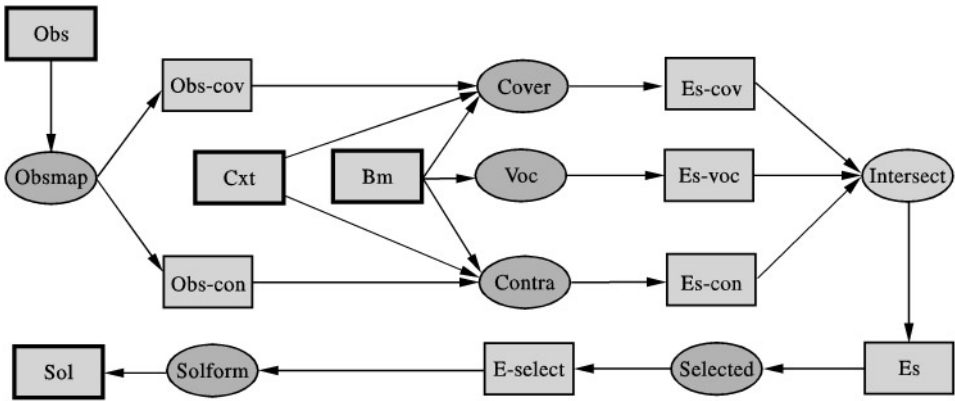 Obs
Obs-cov
Cover
Es-cov
Obsmap
Cxt
Bm
Voc
Es-voc
Intersect
Obs-con
Contra
Es-con
Sol
Solform
E-select
Selected
Es